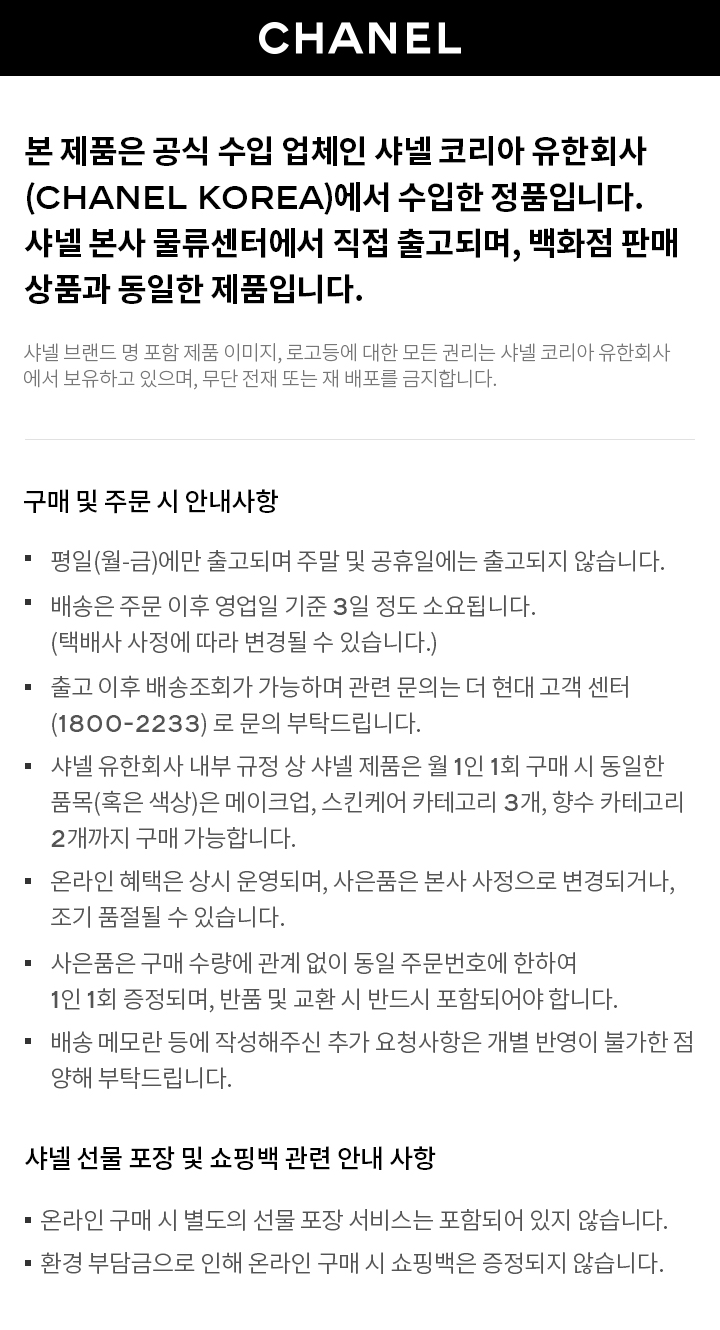 CHANEL
본 제품은 공식 수입 업체인 샤넬 코리아 유한회사
(CHANEL KOREA)에서 수입한 정품입니다.
샤넬 본사 물류센터에서 직접 출고되며, 백화점 판매
상품과 동일한 제품입니다.
샤넬 브랜드 명 포함 제품 이미지, 로고등에 대한 모든 권리는 샤넬 코리아 유한회사
에서 보유하고 있으며, 무단 전재 또는 재 배포를 금지합니다.
구매 및 주문 시 안내사항
▪ 평일(월-금)에만 출고되며 주말 및 공휴일에는 출고되지 않습니다.
▪ 배송은 주문 이후 영업일 기준 3일 정도 소요됩니다.
(택배사 사정에 따라 변경될 수 있습니다.)
▪ 출고 이후 배송조회가 가능하며 관련 문의는 더 현대 고객 센터
(1800-2233) 로 문의 부탁드립니다.
▪ 샤넬 유한회사 내부 규정 상 샤넬 제품은 월 1인 1회 구매 시 동일한
품목(혹은 색상)은 메이크업, 스킨케어 카테고리 3개, 향수 카테고리
2개까지 구매 가능합니다.
▪ 온라인 혜택은 상시 운영되며, 사은품은 본사 사정으로 변경되거나,
조기 품절될 수 있습니다.
▪ 사은품은 구매 수량에 관계 없이 동일 주문번호에 한하여
1인 1회 증정되며, 반품 및 교환 시 반드시 포함되어야 합니다.
▪ 배송 메모란 등에 작성해주신 추가 요청사항은 개별 반영이 불가한 점
양해 부탁드립니다.
샤넬 선물 포장 및 쇼핑백 관련 안내 사항
▪ 온라인 구매 시 별도의 선물 포장 서비스는 포함되어 있지 않습니다.
▪ 환경 부담금으로 인해 온라인 구매 시 쇼핑백은 증정되지 않습니다.